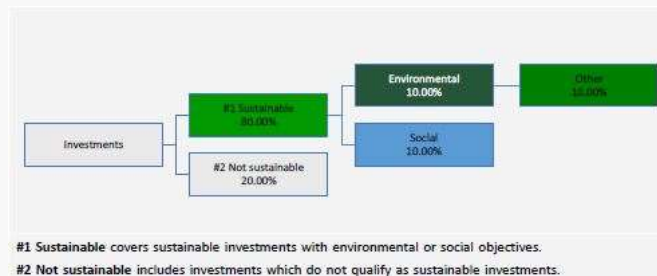 Environmental
10.00%
Other
10.00%
#1 Sustainable
80.00%
Investments
Social
10.00%
#2 Not sustainable
20.00%
#1 Sustainable covers sustainable investments with environmental or social objectives.
#2 Not sustainable includes investments which do not qualify as sustainable investments.